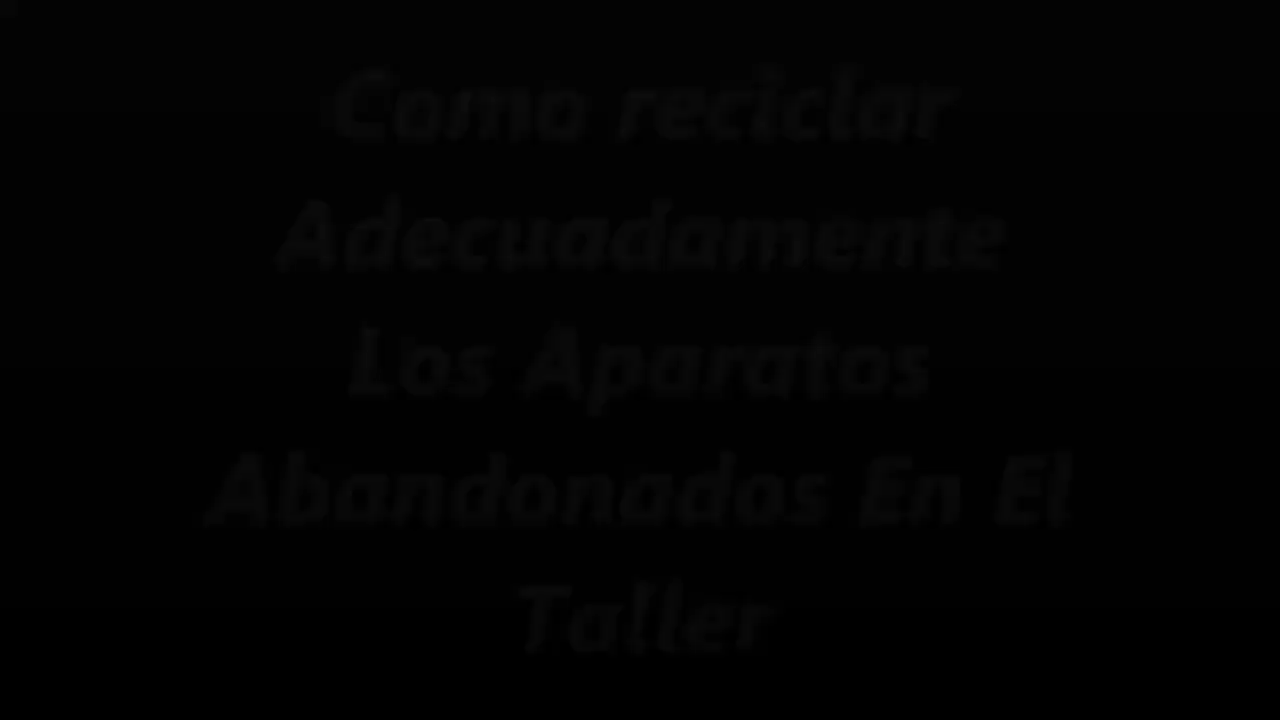 Como reciclar
Adecuadamente
Los Aparatos
Abandonados En El
Taller